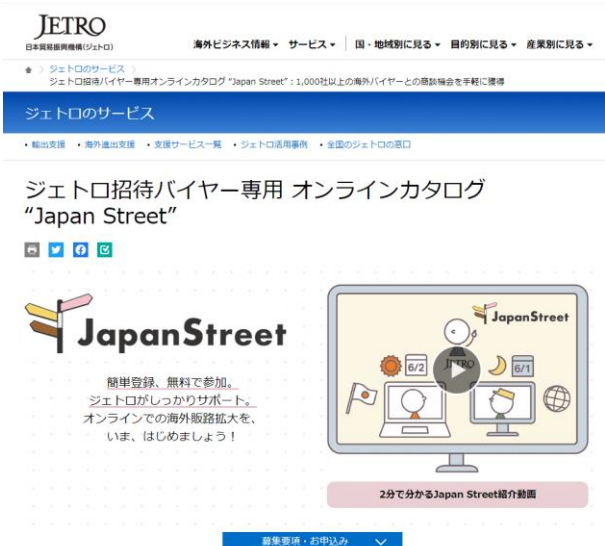 JETRO
日本貿易振興機構(ジェトロ)
海外ビジネス情報 サービス 国・地域別に見る 目的別に見る 産業別に見る
ジェトロのサービス
ジェトロ招待バイヤー専用オンラインカタログ "Japan Street":1,000社以上の海外バイヤーとの商談機会を手軽に獲得
ジェトロのサービス
・輸出支援 ・海外進出支援 ・支援サービス一覧 ・ジェトロ活用事例 ・全国のジェトロの窓口
ジェトロ招待バイヤー専用 オンラインカタログ
“Japan Street”
JapanStreet
簡単登録、無料で参加。
ジェトロがしっかりサポート。
オンラインでの海外販路拡大を、
いま、はじめましょう!
JapanStreet
6/2
JETRO
6/1
2分で分かるJapan Street紹介動画
募集要項・お申込み